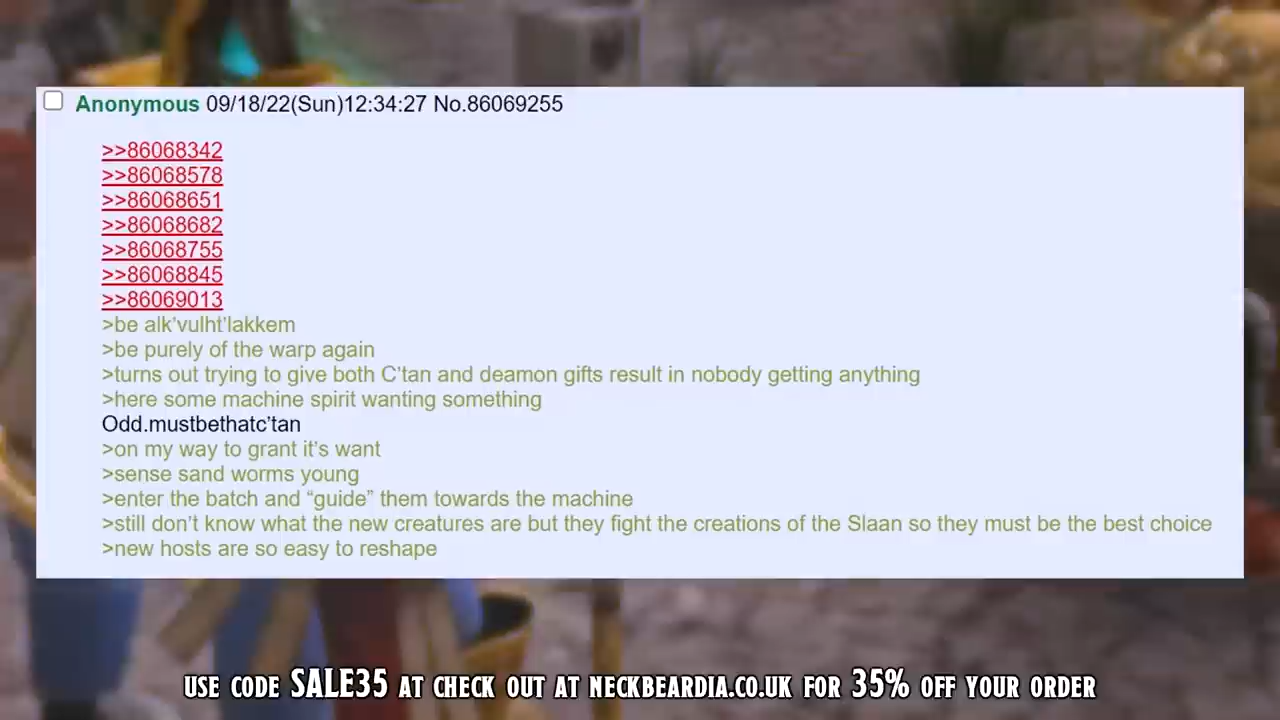 Anonymous 09/18/22(Sun)12:34:27 No.86069255
>>86068342
>>86068578
>>86068651
>>86068682
>>86068755
>>86068845
>>86069013
>be alk’vulht’lakkem
>be purely of the warp again
>turns out trying to give both C’tan and deamon gifts result in nobody getting anything
>here some machine spirit wanting something
Odd.mustbethatc’tan
>on my way to grant it’s want
>sense sand worms young
>enter the batch and “guide” them towards the machine
>still don’t know what the new creatures are but they fight the creations of the Slaan so they must be the best choice
>new hosts are so easy to reshape
USE CODE SALE35 AT CHECK OUT AT NECKBEARDIA.CO.UK FOR 35% OFF YOUR ORDER